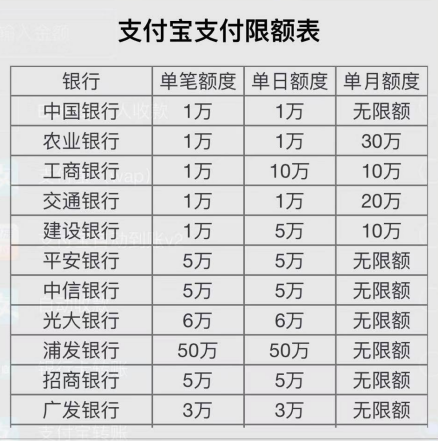 支付宝支付限额表
银行 单笔额度 单日额度 单月额度
中国银行 1万 1万 无限额
农业银行 1万 1万 30万
工商银行 1万 10万 10万
交通银行 1万 1万 20万
建设银行 1万 5万 10万
平安银行 5万 5万 无限额
中信银行 5万 5万 无限额
光大银行 6万 6万 无限额
浦发银行 50万 50万 无限额
招商银行 5万 5万 无限额
广发银行 3万 3万 无限额